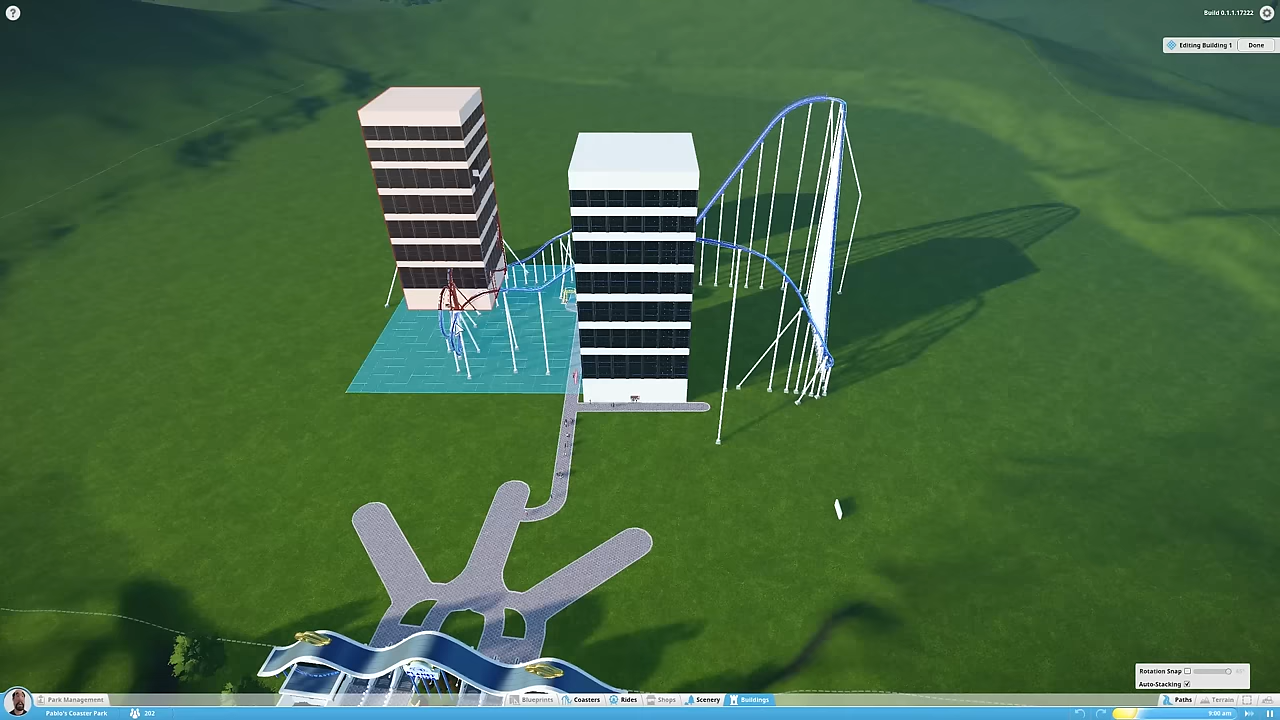 ?
Build 0.1.1.17222
Editing Building 1
Done
Rotation Snap
Auto-Stacking
Park Management
Blueprints
Coasters
Rides
Shops
Scenery
Buildings
Paths
Terrain
Pablo's Coaster Park
202
9:00 am